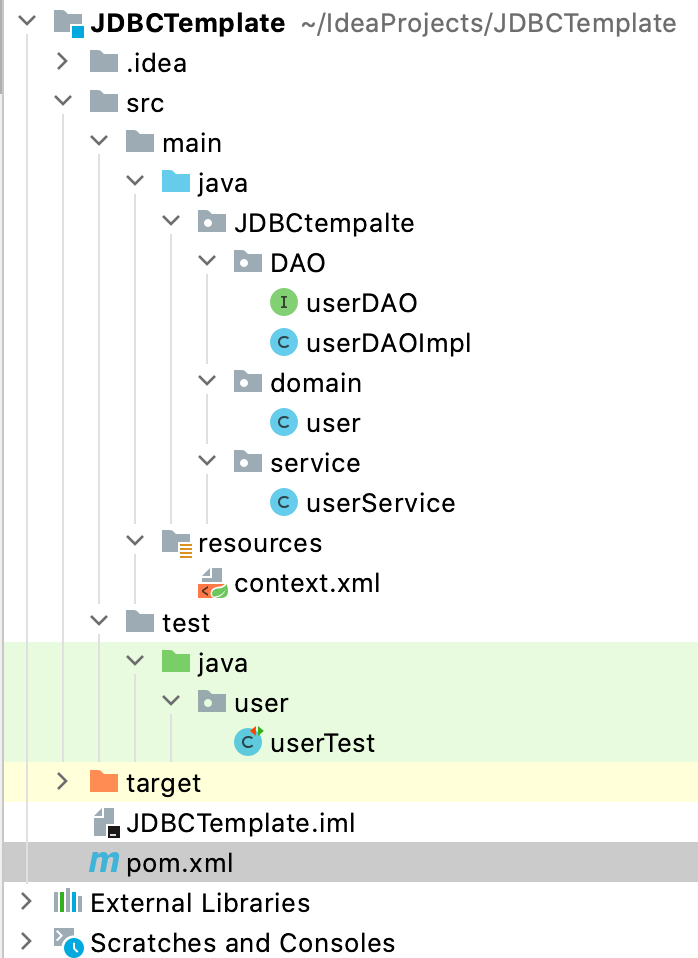 JDBCTemplate ~/IdeaProjects/JDBCTemplate
.idea
src
main
java
JDBCtempalte
DAO
I userDAO
C userDAOImpl
domain
C user
service
C userService
resources
context.xml
test
java
user
C userTest
target
JDBCTemplate.iml
m pom.xml
External Libraries
Scratches and Consoles